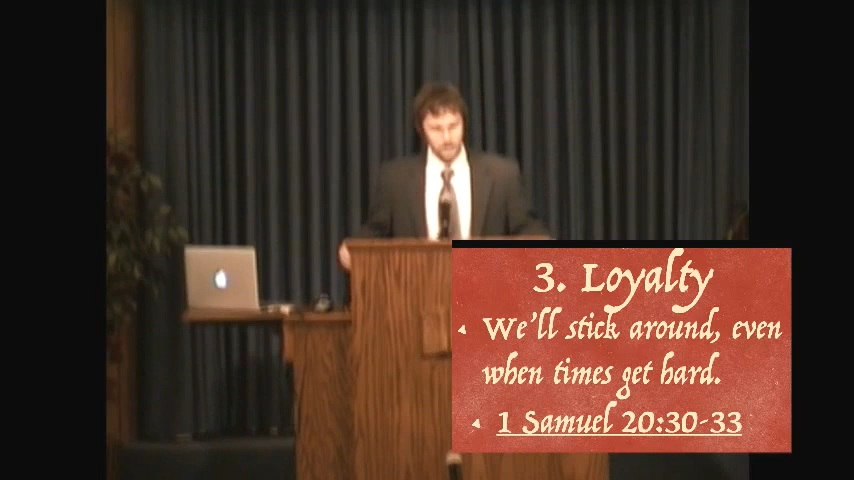 3. Loyalty
We'll stick around, even
when times get hard.
1 Samuel 20:30-33